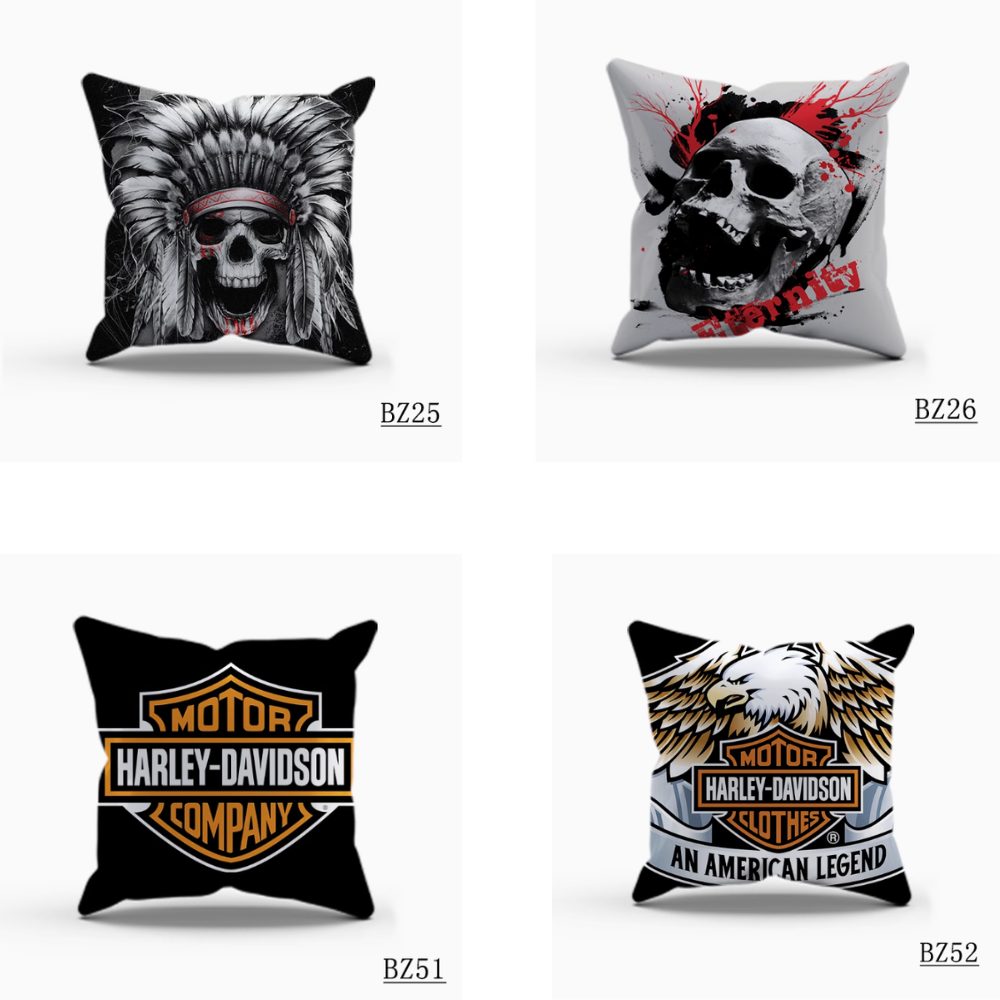 Eternity
BZ25
BZ26
MOTOR
HARLEY-DAVIDSON
COMPANY
®
BZ51
MOTOR
HARLEY-DAVIDSON
CLOTHES
®
AN AMERICAN LEGEND
BZ52